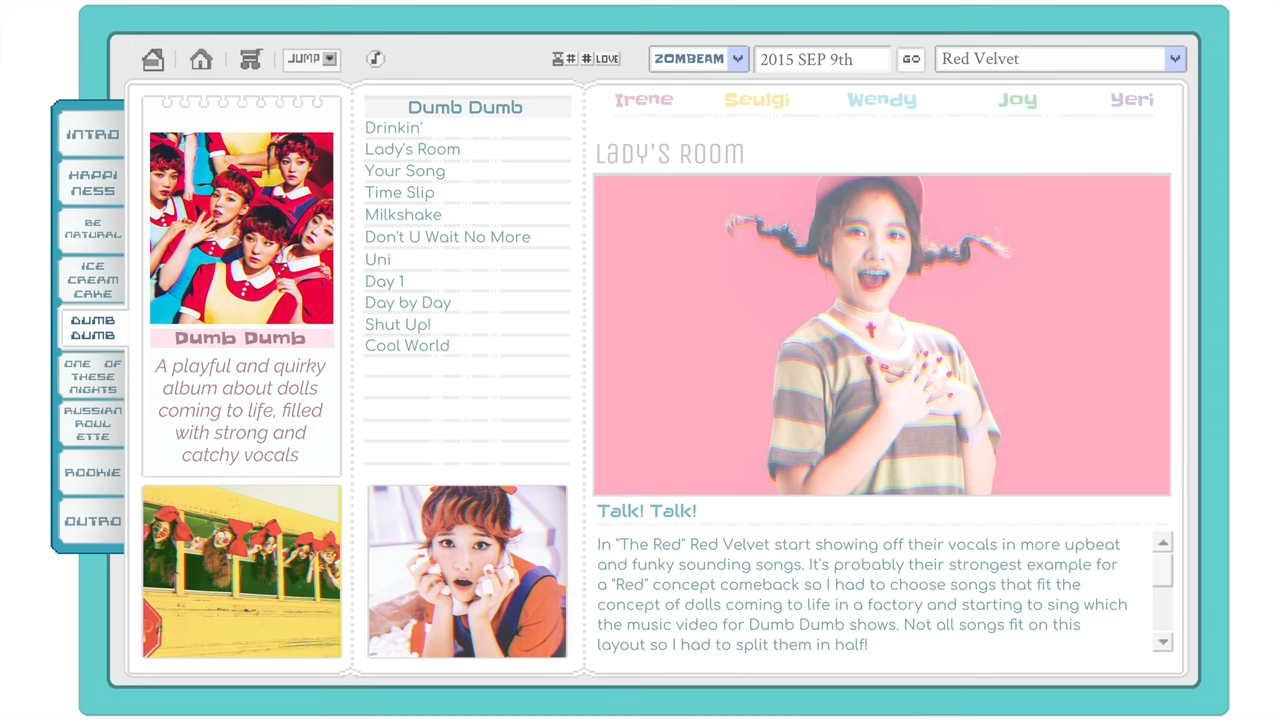 JUMP
# # LOVE
ZOMBEAM
2015 SEP 9th
GO
Red Velvet
INTRO
HAPPI
NESS
BE
NATURAL
ICE
CREAM
CAKE
DUMB
DUMB
ONE OF
THESE
NIGHTS
RUSSIAN
ROUL
ETTE
ROOKIE
OUTRO
Dumb Dumb
A playful and quirky
album about dolls
coming to life, filled
with strong and
catchy vocals
Dumb Dumb
Drinkin'
Lady's Room
Your Song
Time Slip
Milkshake
Don't U Wait No More
Uni
Day 1
Day by Day
Shut Up!
Cool World
Irene Seulgi Wendy Joy Yeri
LADY'S ROOM
Talk! Talk!
In "The Red" Red Velvet start showing off their vocals in more upbeat
and funky sounding songs. It's probably their strongest example for
a "Red" concept comeback so I had to choose songs that fit the
concept of dolls coming to life in a factory and starting to sing which
the music video for Dumb Dumb shows. Not all songs fit on this
layout so I had to split them in half!